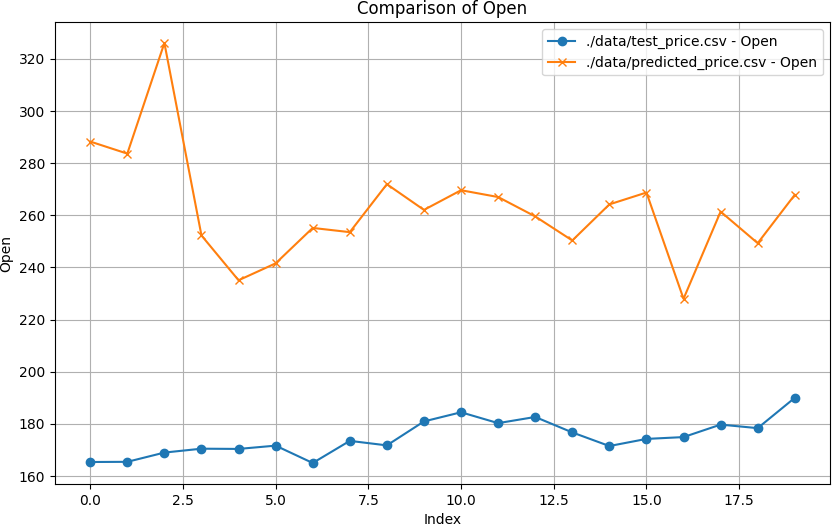 Comparison of Open
./data/test_price.csv - Open
./data/predicted_price.csv - Open
Open
320
300
280
260
240
220
200
180
160
0.0 2.5 5.0 7.5 10.0 12.5 15.0 17.5
Index